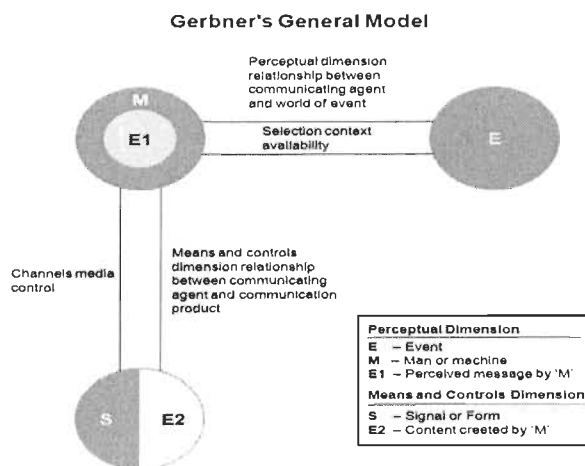 Gerbner's General Model
Perceptual dimension
relationship between
communicating agent
and world of event
M
E1
E
Selection context
availability
Channels media
control
Means and controls
dimension relationship
between communicating
agent and communication
product
S
E2
Perceptual Dimension
E – Event
M – Man or machine
E1 – Perceived message by 'M'
Means and Controls Dimension
S – Signal or Form
E2 – Content created by 'M'